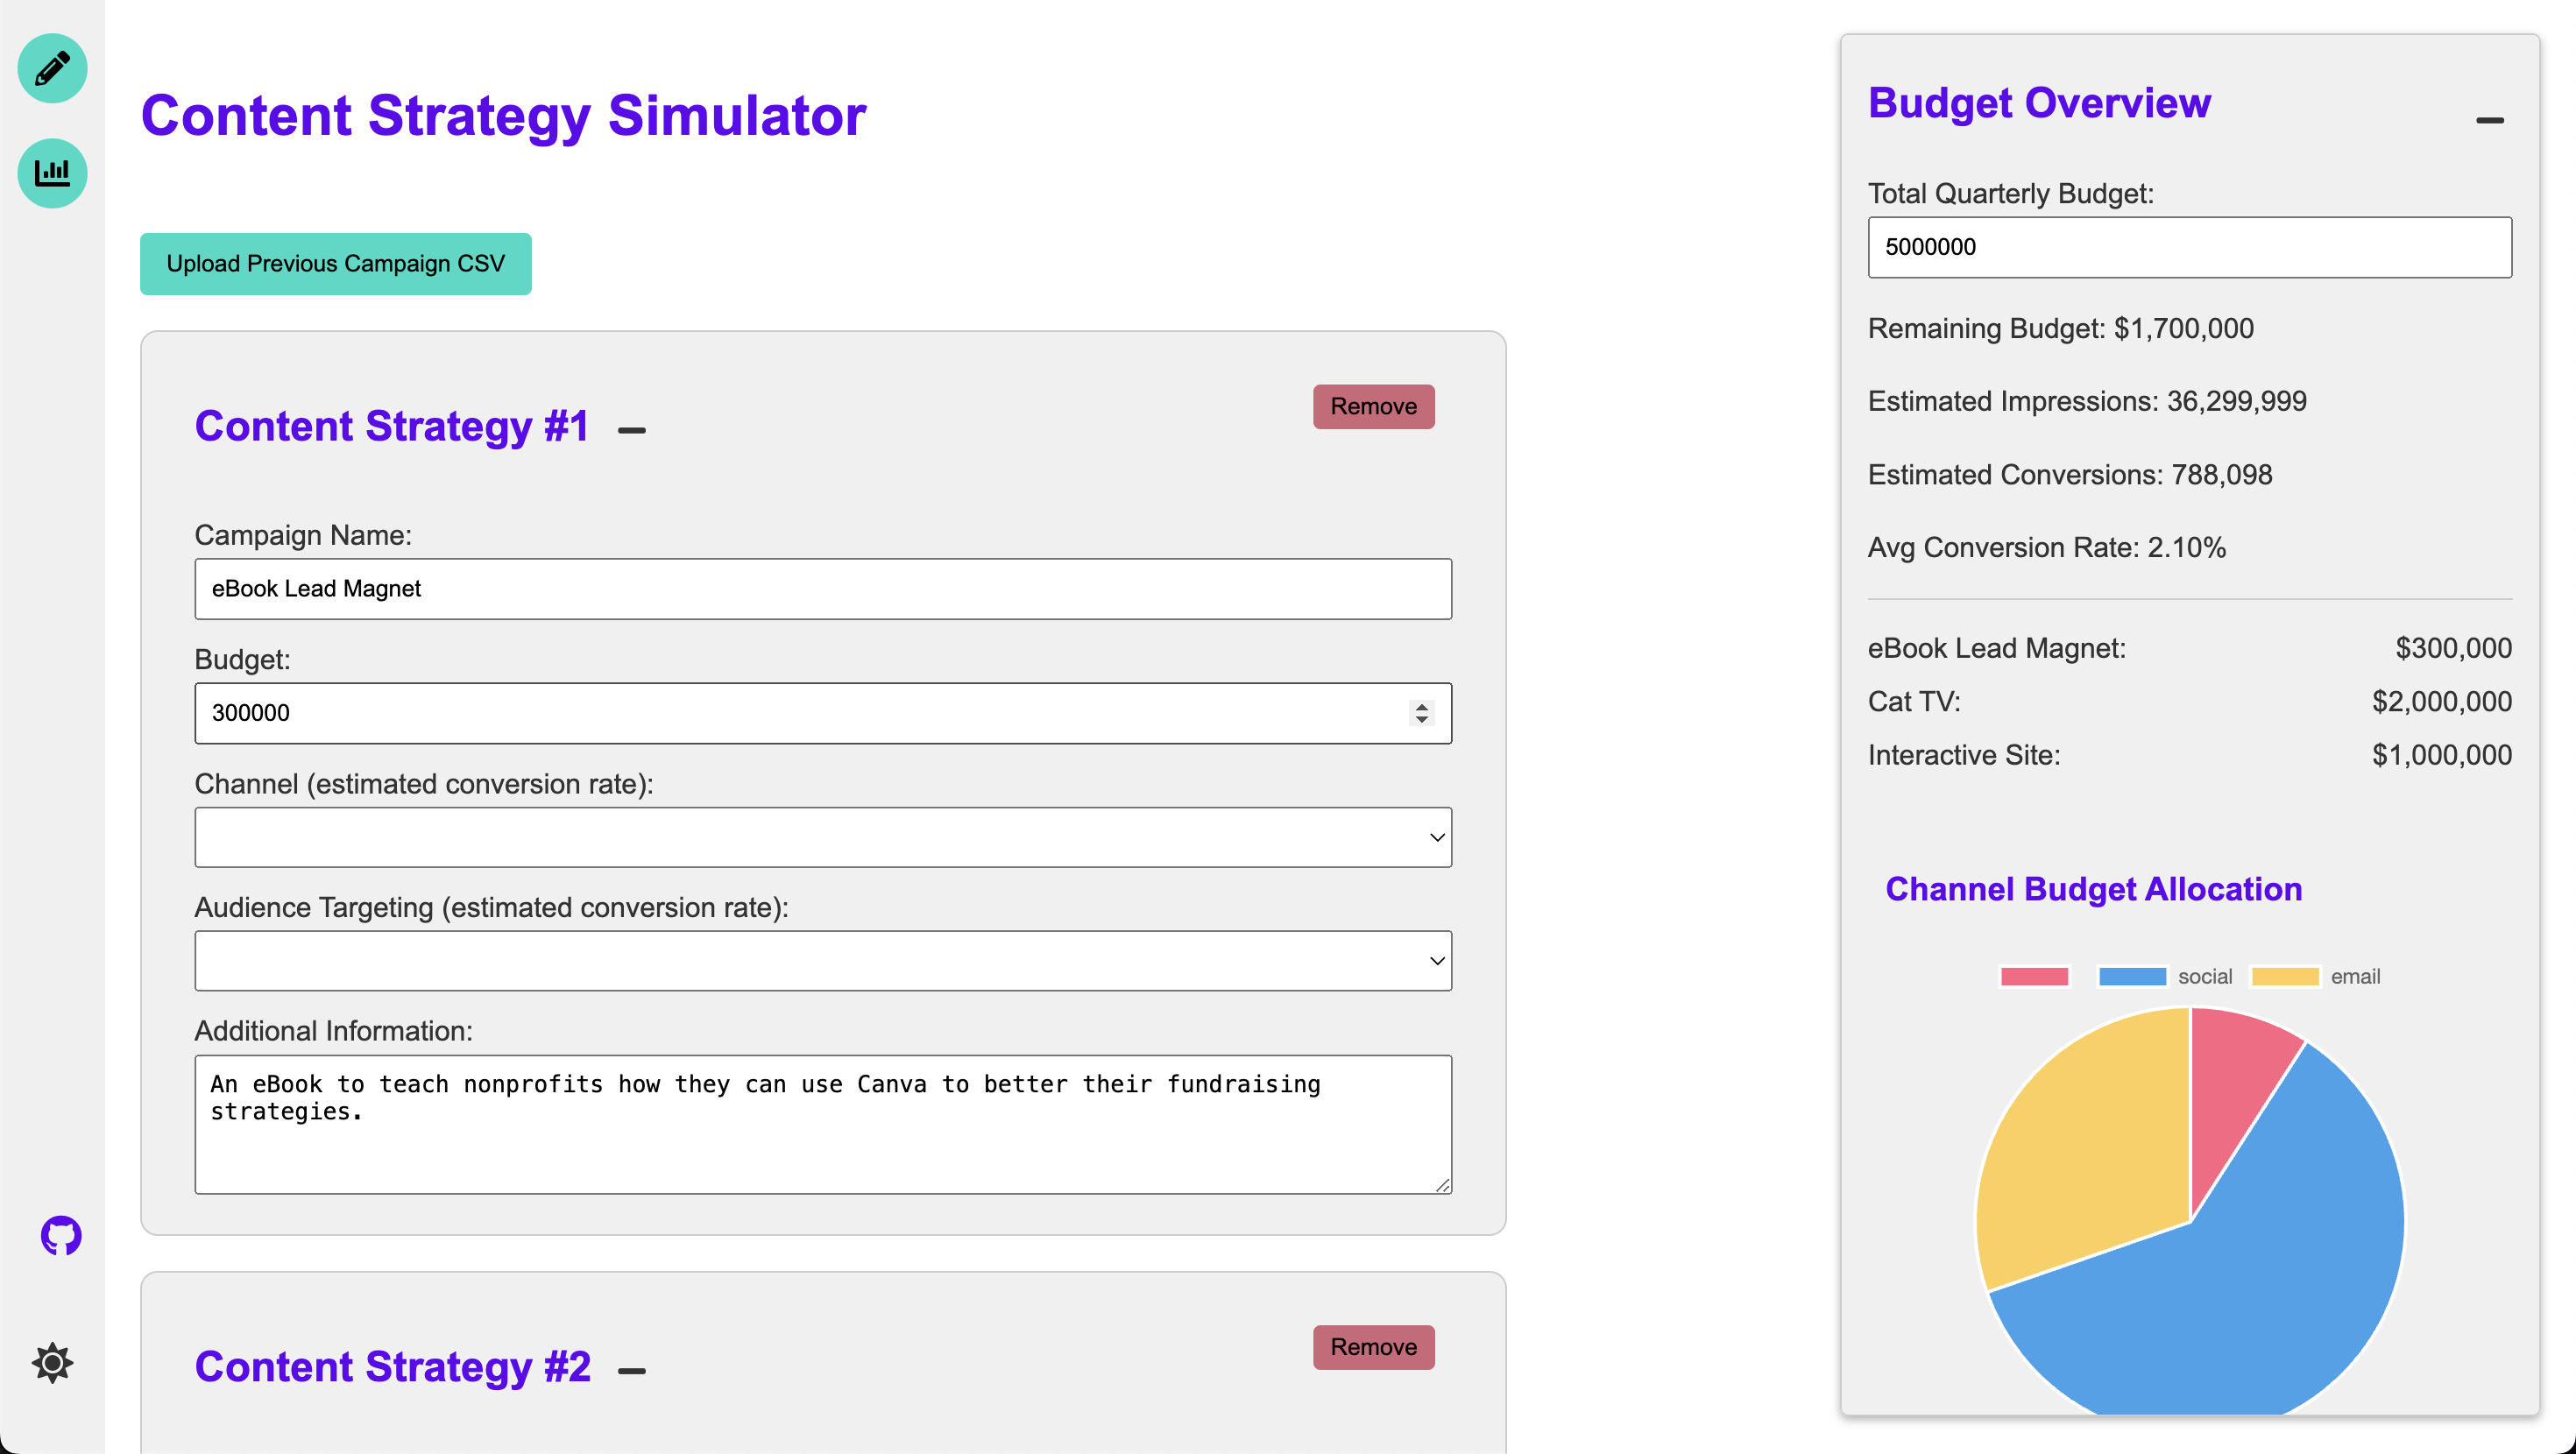 Content Strategy Simulator
Upload Previous Campaign CSV
Content Strategy #1
Remove
Campaign Name:
eBook Lead Magnet
Budget:
300000
Channel (estimated conversion rate):
Audience Targeting (estimated conversion rate):
Additional Information:
An eBook to teach nonprofits how they can use Canva to better their fundraising
strategies.
Content Strategy #2
Remove
Budget Overview
Total Quarterly Budget:
5000000
Remaining Budget: $1,700,000
Estimated Impressions: 36,299,999
Estimated Conversions: 788,098
Avg Conversion Rate: 2.10%
eBook Lead Magnet: $300,000
Cat TV: $2,000,000
Interactive Site: $1,000,000
Channel Budget Allocation
social email